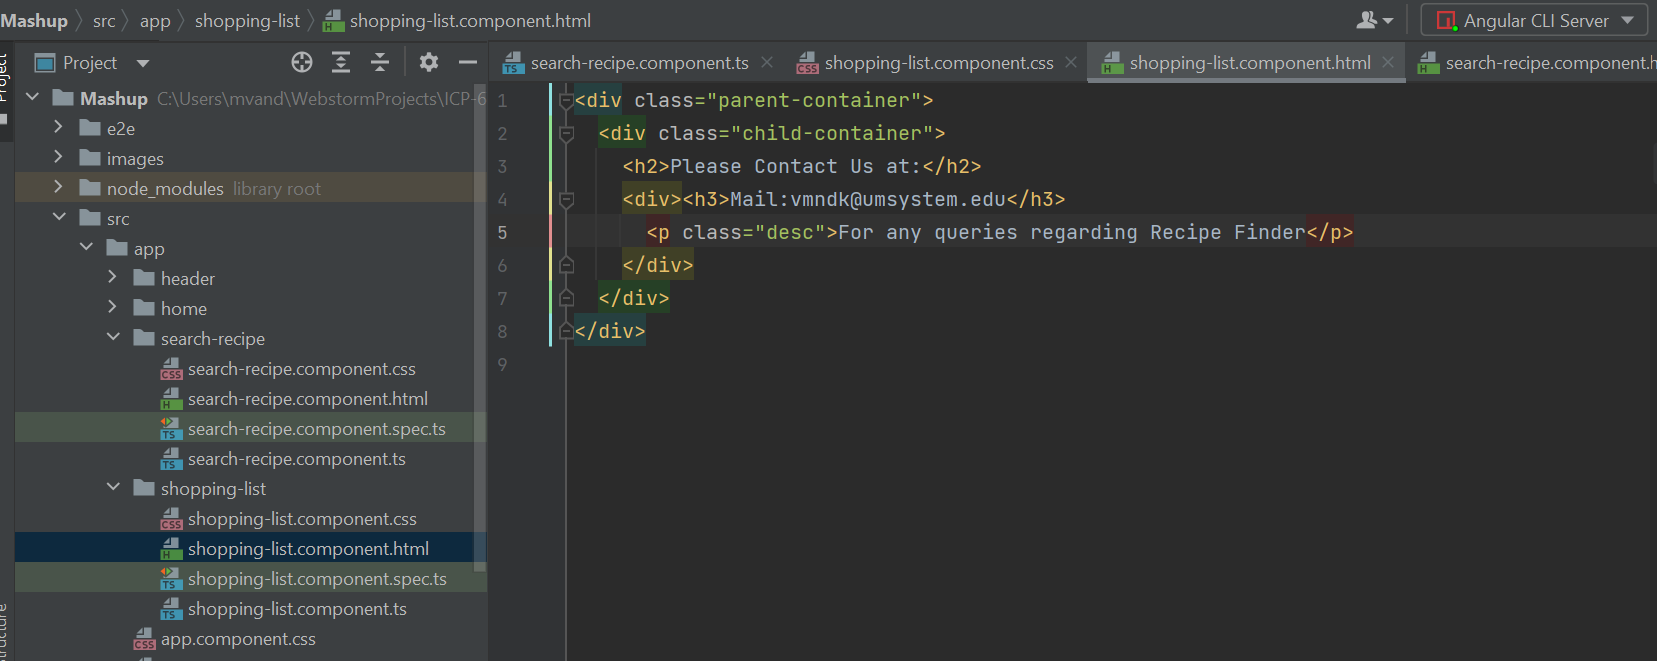 Mashup src app shopping-list shopping-list.component.html Angular CLI Server
Project
Project
search-recipe.component.ts shopping-list.component.css shopping-list.component.html search-recipe.component.h
Mashup C:\Users\mvand\WebstormProjects\ICP-6
e2e
images
node_modules library root
src
app
header
home
search-recipe
search-recipe.component.css
search-recipe.component.html
search-recipe.component.spec.ts
search-recipe.component.ts
shopping-list
shopping-list.component.css
shopping-list.component.html
shopping-list.component.spec.ts
shopping-list.component.ts
app.component.css
1 <div class="parent-container">
2 <div class="child-container">
3 <h2>Please Contact Us at:</h2>
4 <div><h3>Mail:vmndk@umsystem.edu</h3>
5 <p class="desc">For any queries regarding Recipe Finder</p>
6 </div>
7 </div>
8 </div>
9